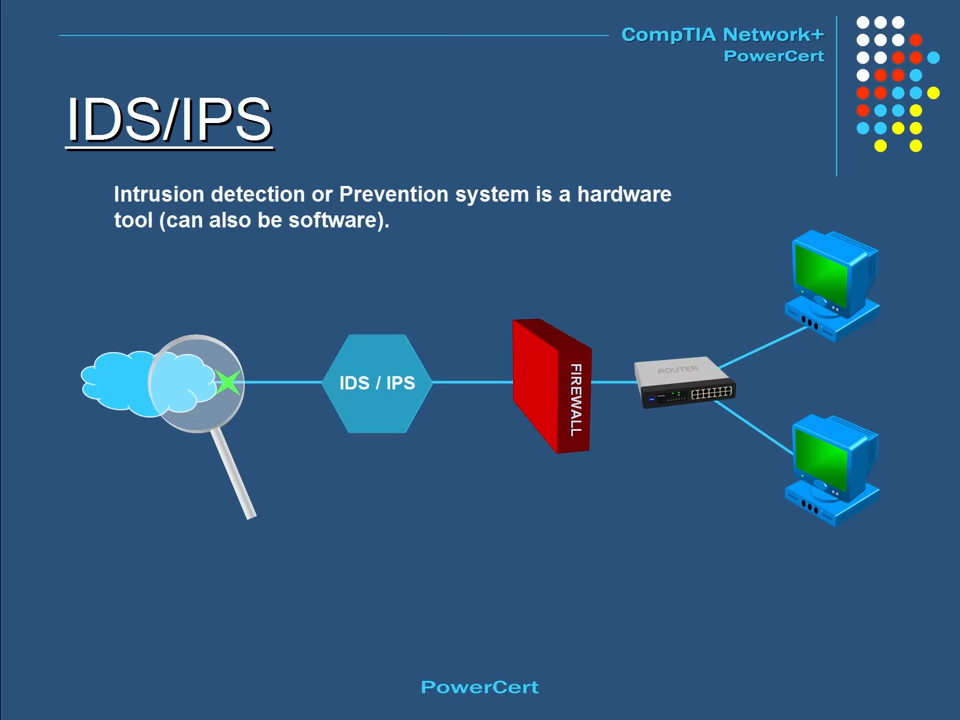 CompTIA Network+
PowerCert
IDS/IPS
Intrusion detection or Prevention system is a hardware
tool (can also be software).
IDS / IPS
FIREWALL
ROUTER
PowerCert